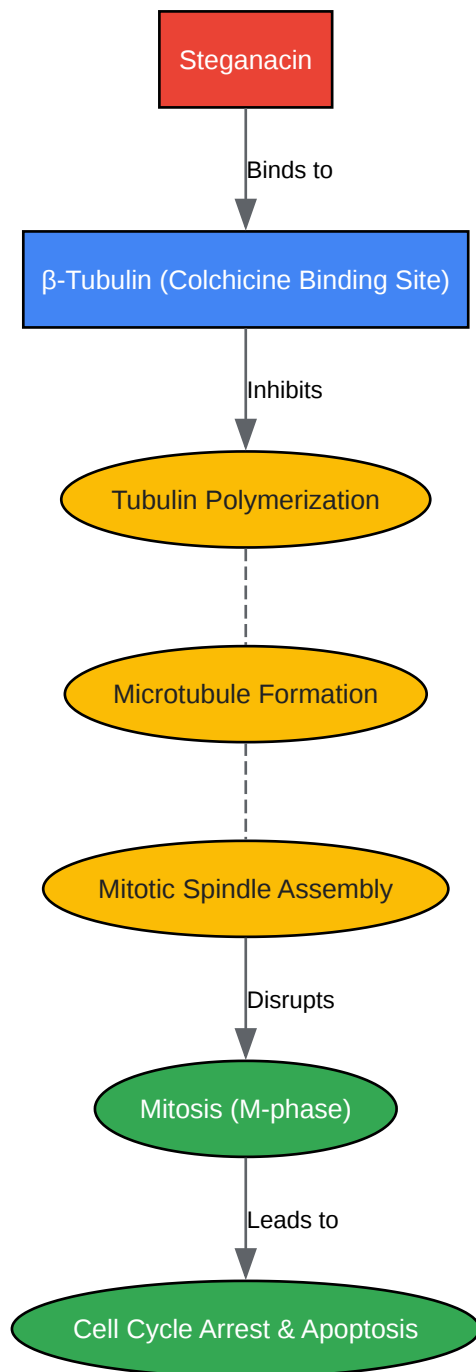 Steganacin
Binds to
β-Tubulin (Colchicine Binding Site)
Inhibits
Tubulin Polymerization
Microtubule Formation
Mitotic Spindle Assembly
Disrupts
Mitosis (M-phase)
Leads to
Cell Cycle Arrest & Apoptosis